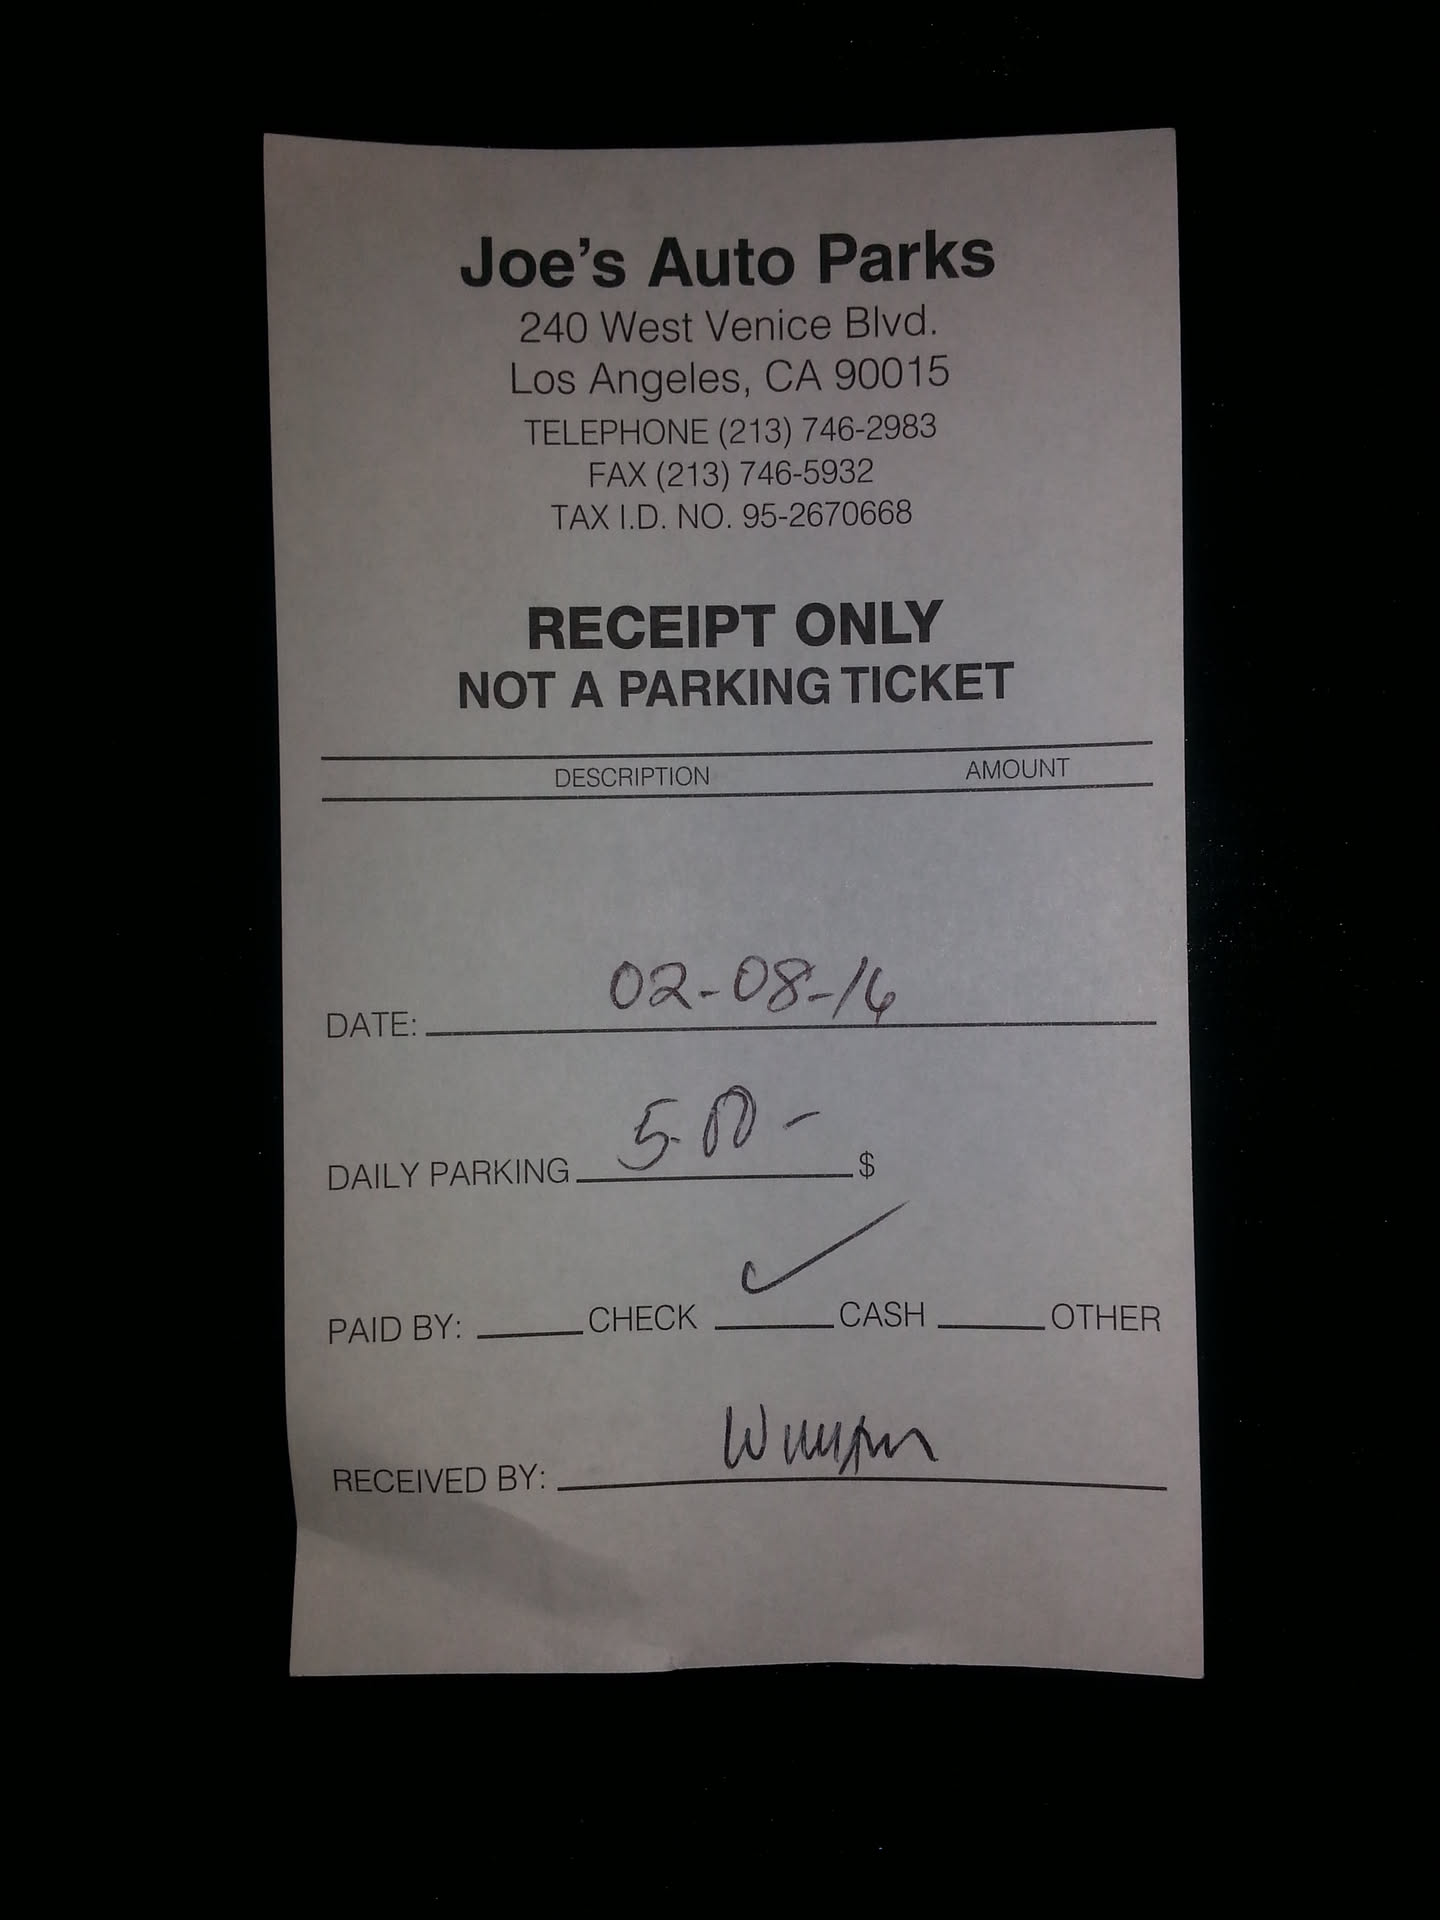 Joe's Auto Parks
240 West Venice Blvd.
Los Angeles, CA 90015
TELEPHONE (213) 746-2983
FAX (213) 746-5932
TAX I.D. NO. 95-2670668
RECEIPT ONLY
NOT A PARKING TICKET
DESCRIPTION AMOUNT
DATE: 02-08-16
DAILY PARKING 5.00 - $
PAID BY: CHECK ✓ CASH OTHER
RECEIVED BY: